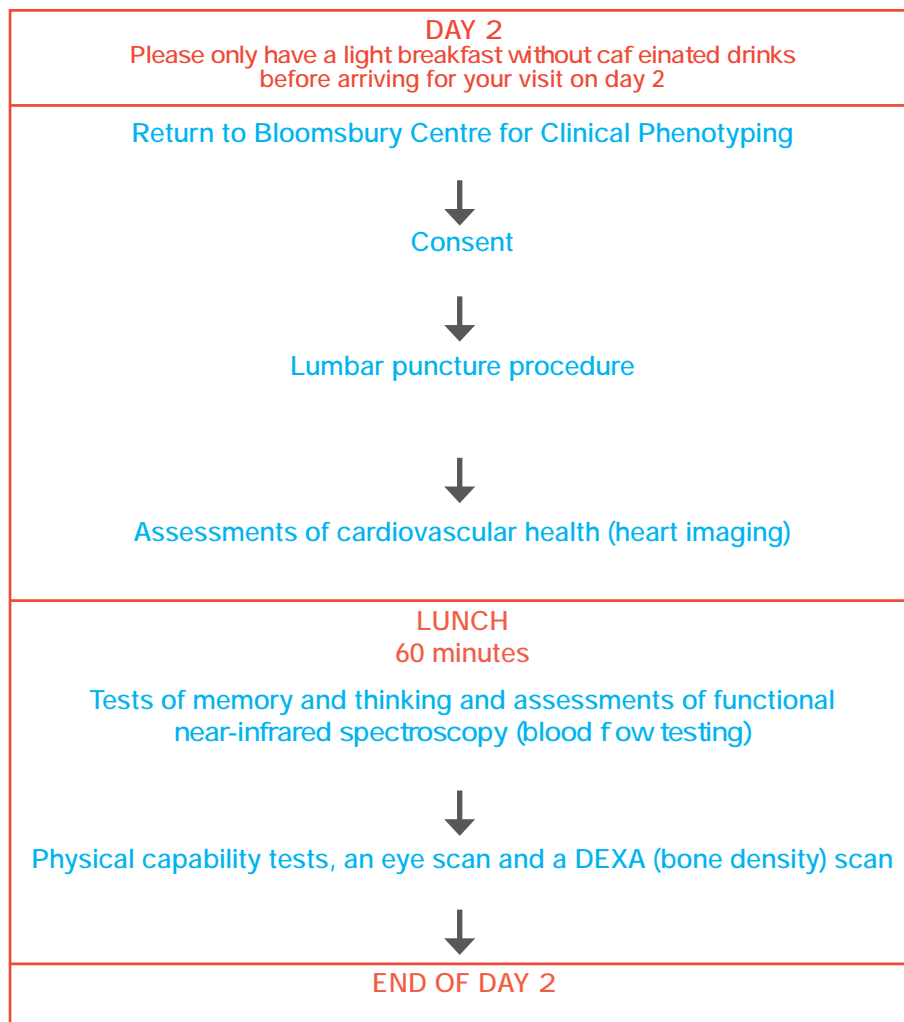 DAY 2
Please only have a light breakfast without caf einated drinks
before arriving for your visit on day 2
Return to Bloomsbury Centre for Clinical Phenotyping
Consent
Lumbar puncture procedure
Assessments of cardiovascular health (heart imaging)
LUNCH
60 minutes
Tests of memory and thinking and assessments of functional
near-infrared spectroscopy (blood f ow testing)
Physical capability tests, an eye scan and a DEXA (bone density) scan
END OF DAY 2